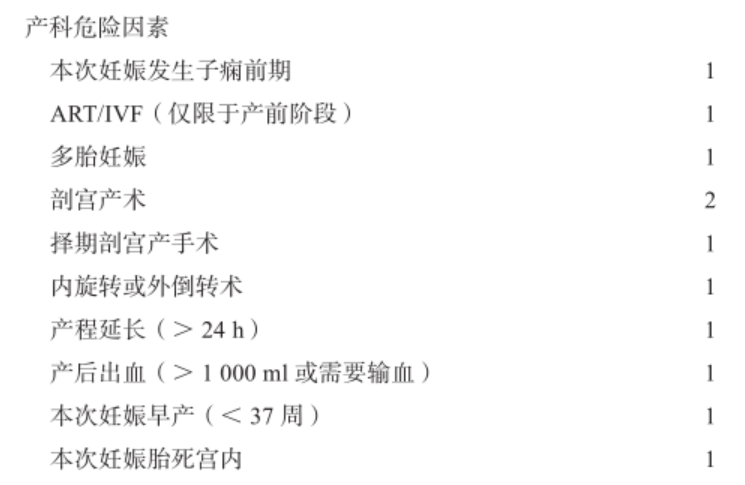 产科危险因素
本次妊娠发生子痫前期 1
ART/IVF（仅限于产前阶段） 1
多胎妊娠 1
剖宫产术 2
择期剖宫产手术 1
内旋转或外倒转术 1
产程延长（＞ 24 h） 1
产后出血（＞ 1 000 ml 或需要输血） 1
本次妊娠早产（＜ 37 周） 1
本次妊娠胎死宫内 1